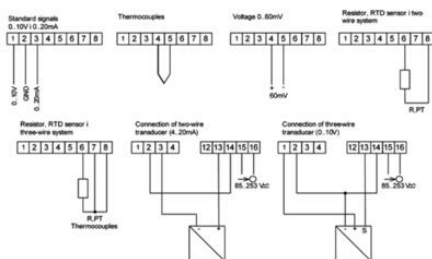 Standard signals
0..10V i 0..20mA
1 2 3 4 5 6 7 8
0..10V
GND
0..20mA
Thermocouples
1 2 3 4 5 6 7 8
Voltage 0..60mV
1 2 3 4 5 6 7 8
+ -
60mV
Resistor, RTD sensor i two-
wire system
1 2 3 4 5 6 7 8
R.PT
Resistor, RTD sensor i
three-wire system
1 2 3 4 5 6 7 8
R.PT
Thermocouples
Connection of two-wire
transducer (4..20mA)
1 2 3 4
12 13 14 15 16
85..253 Vac
- +
Connection of three-wire
transducer (0..10V)
1 2 3 4
12 13 14 15 16
85..253 Vac
- + S